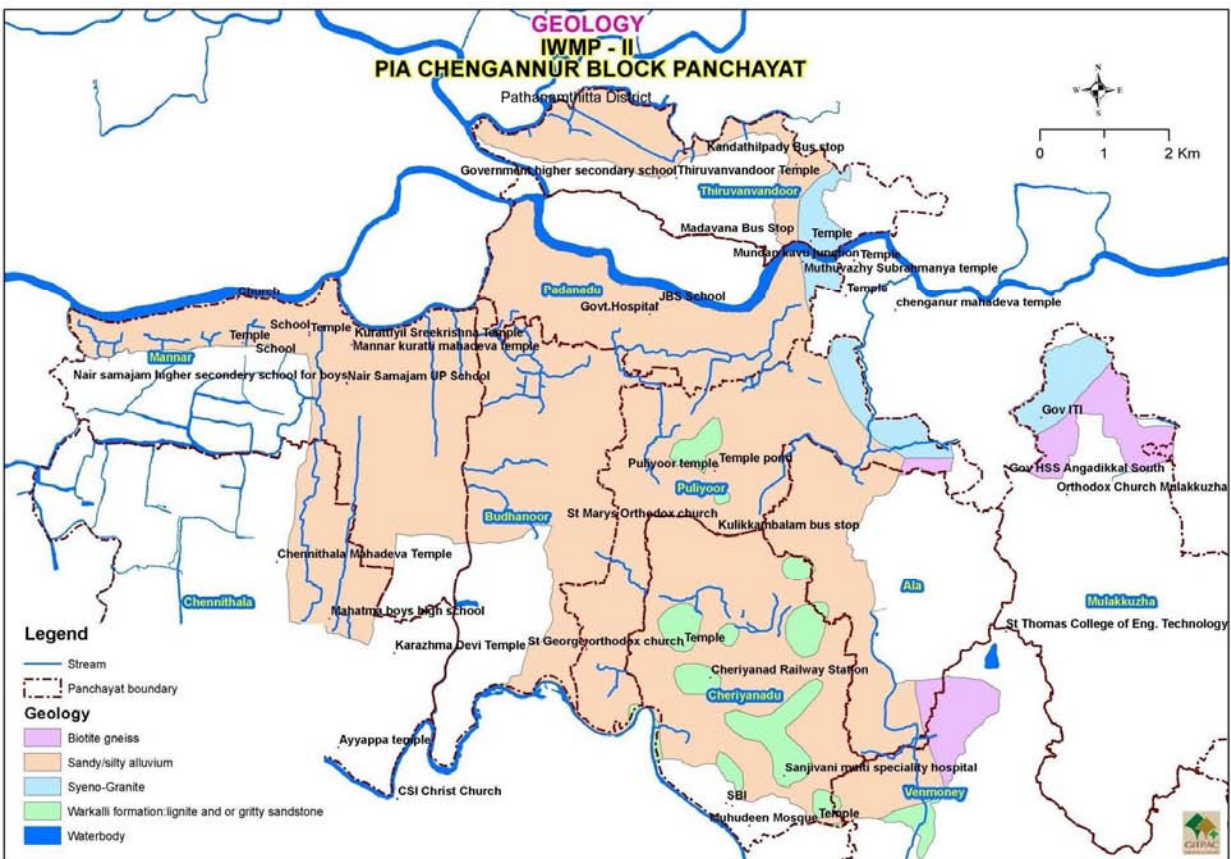 GEOLOGY
IWMP - II
PIA CHENGANNUR BLOCK PANCHAYAT
Pathanamthitta District
N
W E
S
0 1 2 Km
Kandathilpady Bus stop
Government higher secondary school
Thiruvanvandoor Temple
Thiruvanvandoor
Madavana Bus Stop
Temple
Mundan kavu junction
Temple
Muthuvazhy Subrahmanya temple
Temple
chenganur mahadeva temple
Church
Padanadu
JBS School
Govt.Hospital
School
Temple
Temple
School
Kurattiyil Sreekrishna Temple
Mannar kuratti mahadeva temple
Mannar
Nair samajam higher secondery school for boys
Nair Samajam UP School
Gov ITI
Puliyoor temple
Temple pond
Gov HSS Angadikkal South
Puliyoor
Orthodox Church Mulakkuzha
Budhanoor
St Marys Orthodox church
Kulikkambalam bus stop
Chennithala Mahadeva Temple
Ala
Chennithala
Mulakkuzha
Mahatma boys high school
St Thomas College of Eng. Technology
Karazhma Devi Temple
St George orthodox church
Temple
Cheriyanad Railway Station
Cheriyanadu
Ayyappa temple
Sanjivani multi speciality hospital
CSI Christ Church
SBI
Venmoney
Muhudeen Mosque
Temple
Legend
Stream
Panchayat boundary
Geology
Biotite gneiss
Sandy/silty alluvium
Syeno-Granite
Warkalli formation:lignite and or gritty sandstone
Waterbody
GITPAC